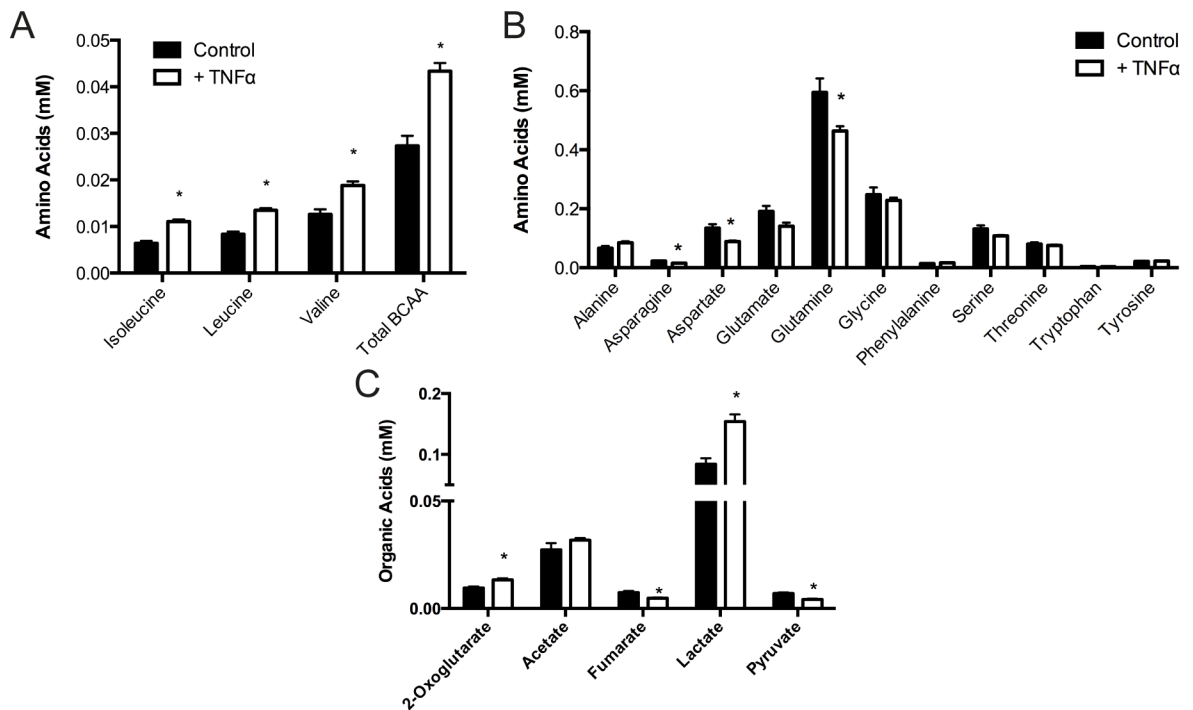 A
Amino Acids (mM)
0.05
0.04
0.03
0.02
0.01
0.00
Control
+ TNFα
*
*
*
*
Isoleucine
Leucine
Valine
Total BCAA
B
Amino Acids (mM)
0.8
0.6
0.4
0.2
0.0
Control
+ TNFα
*
*
*
Alanine
Asparagine
Aspartate
Glutamate
Glutamine
Glycine
Phenylalanine
Serine
Threonine
Tryptophan
Tyrosine
C
Organic Acids (mM)
0.2
0.1
0.05
0.00
*
*
*
*
2-Oxoglutarate
Acetate
Fumarate
Lactate
Pyruvate